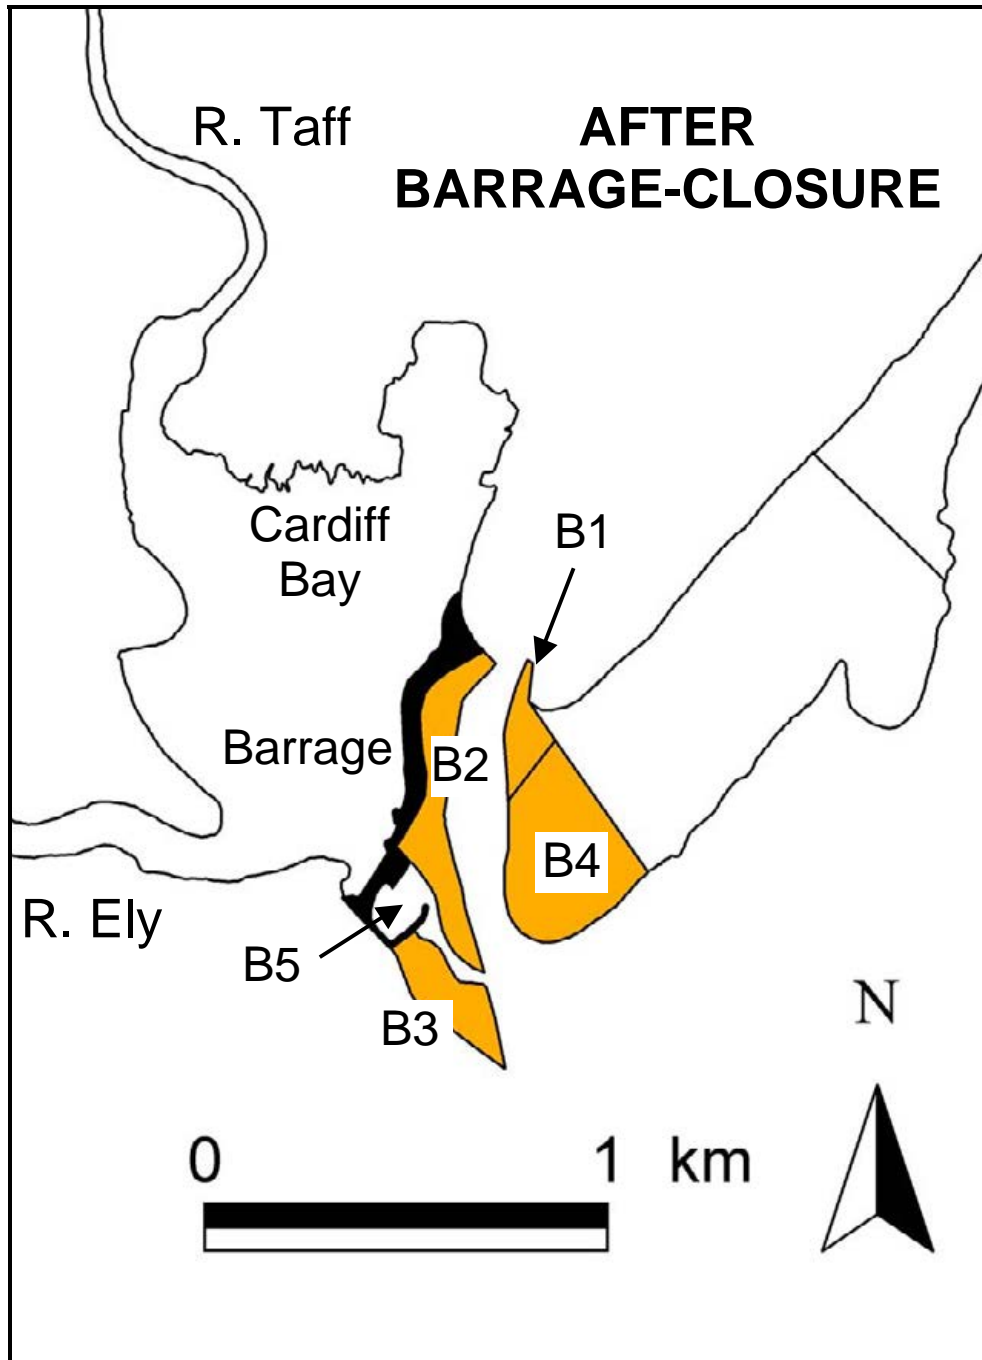 R. Taff
AFTER
BARRAGE-CLOSURE
Cardiff
Bay
B1
Barrage
B2
B4
R. Ely
B5
B3
N
0 1 km